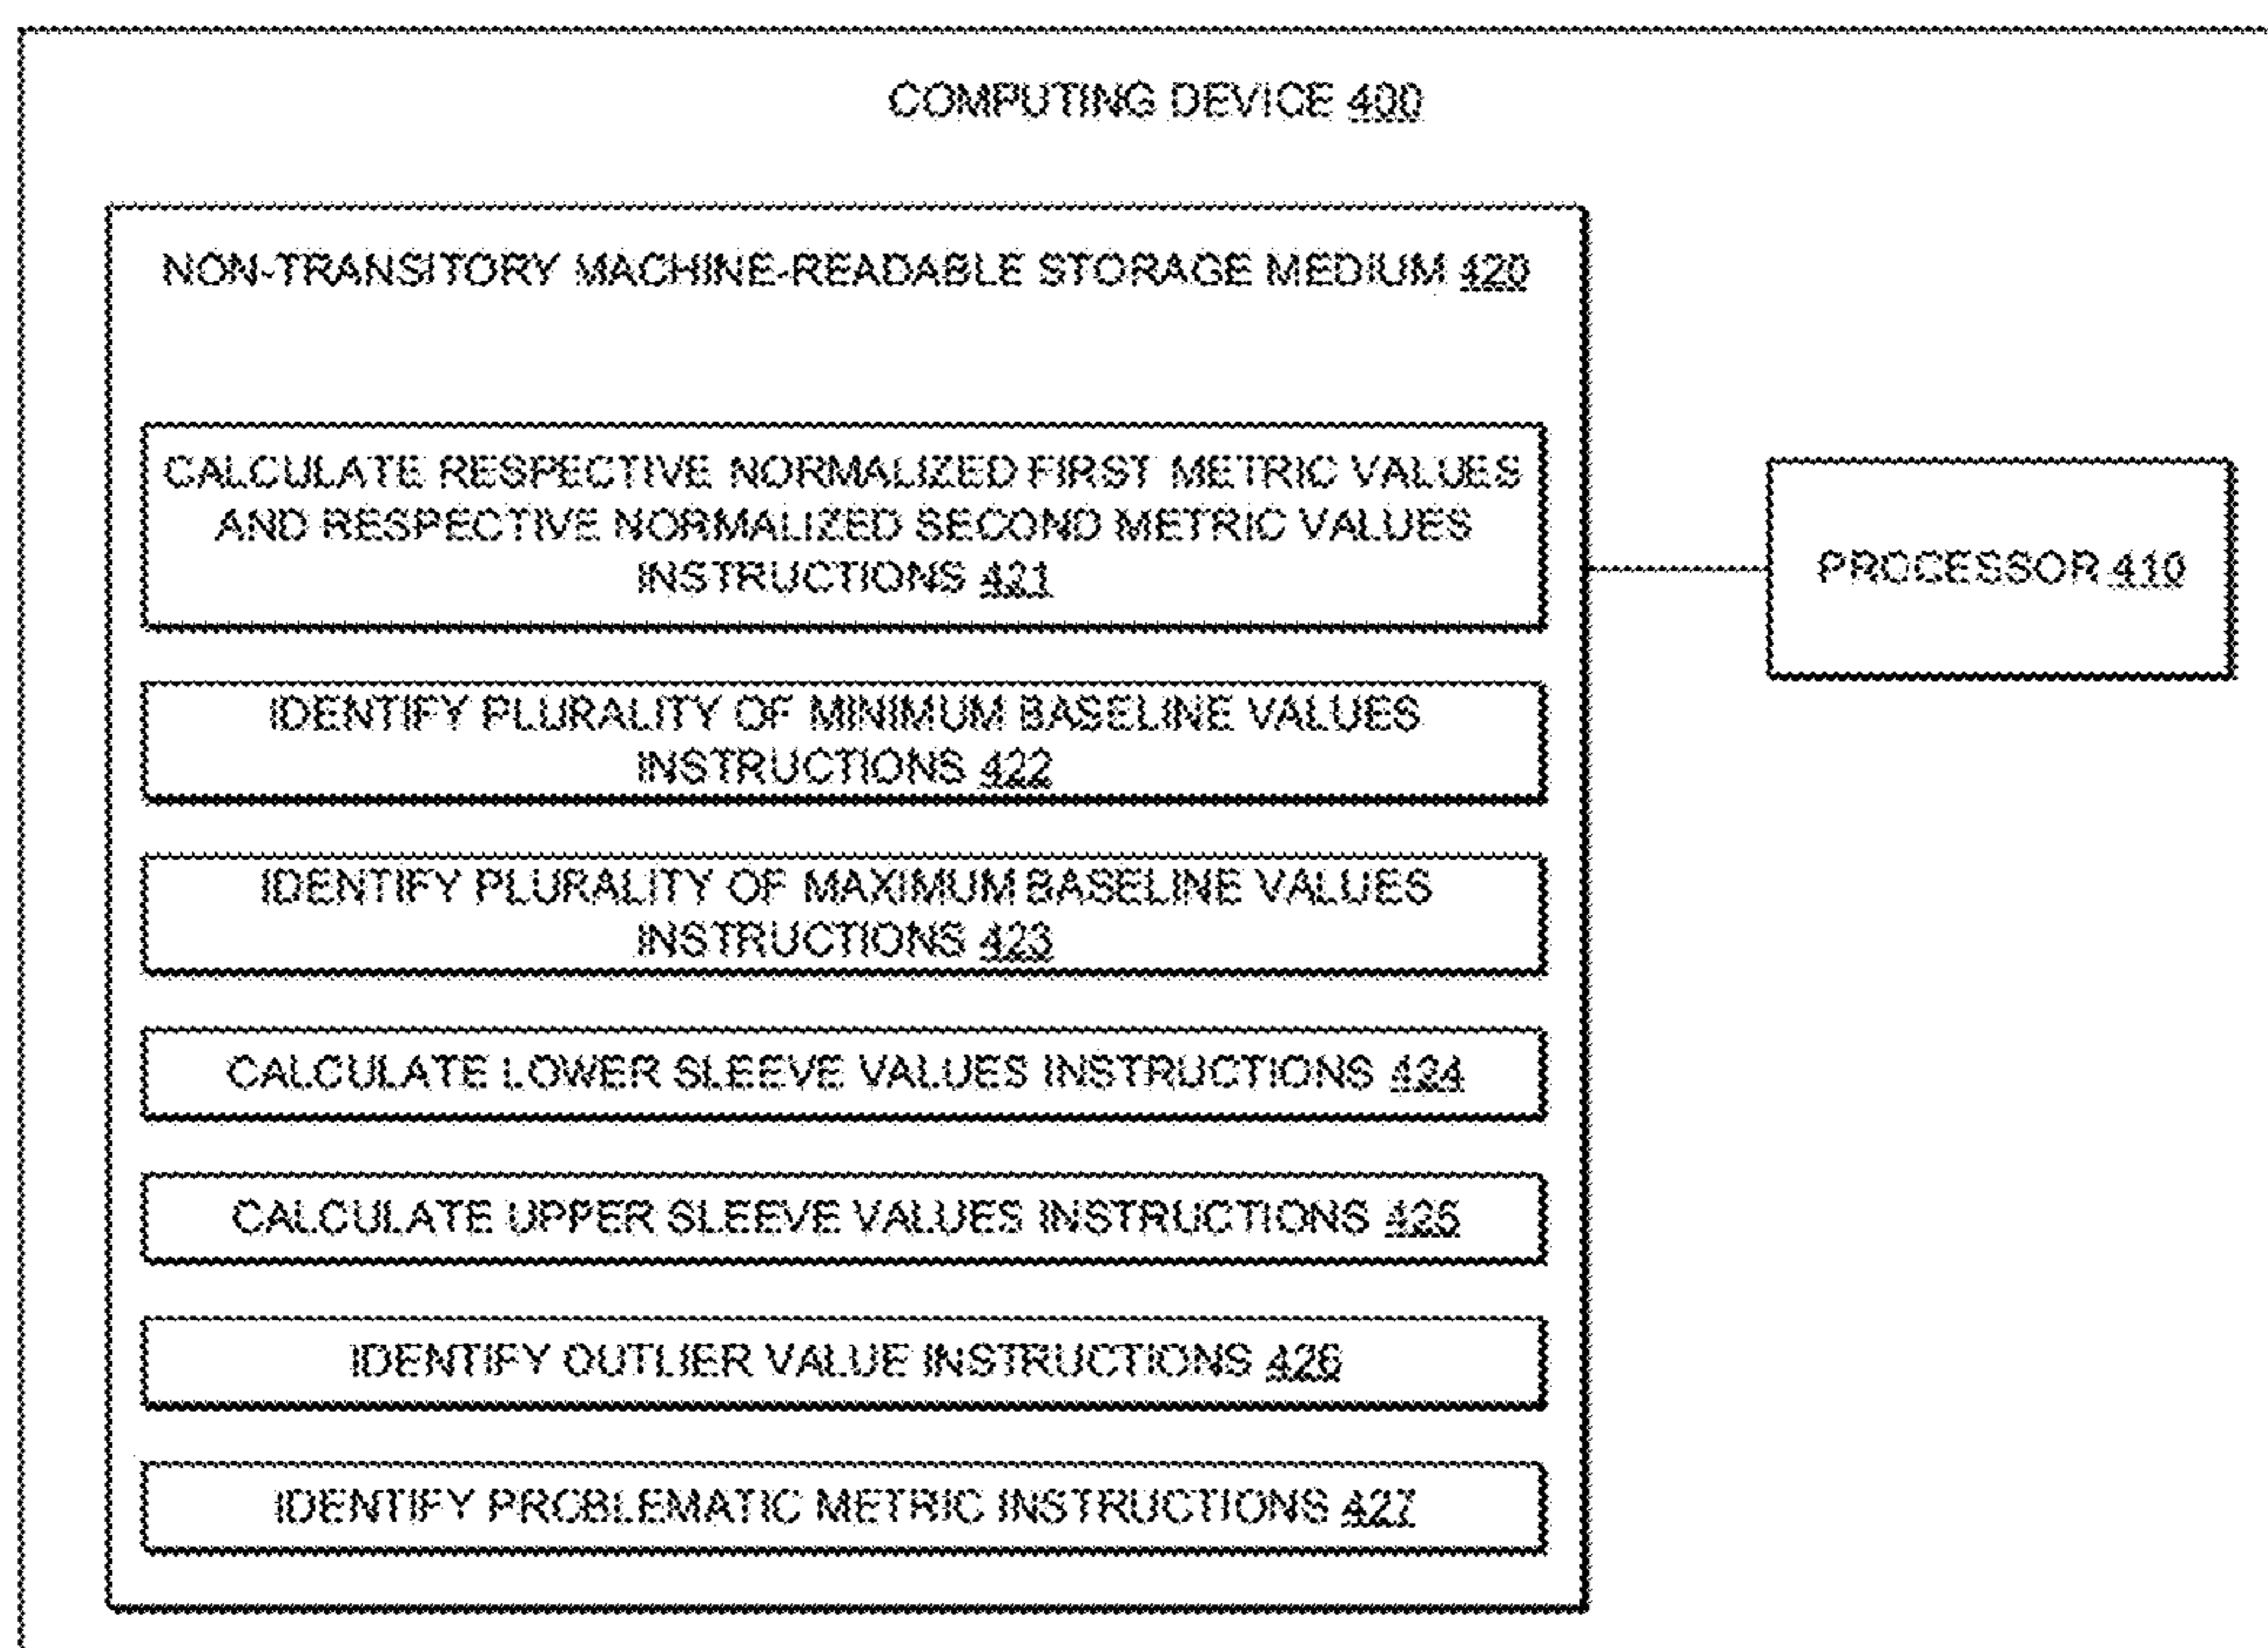 COMPUTING DEVICE 400
NON-TRANSITORY MACHINE-READABLE STORAGE MEDIUM 420
CALCULATE RESPECTIVE NORMALIZED FIRST METRIC VALUES
AND RESPECTIVE NORMALIZED SECOND METRIC VALUES
INSTRUCTIONS 421
PROCESSOR 410
IDENTIFY PLURALITY OF MINIMUM BASELINE VALUES
INSTRUCTIONS 422
IDENTIFY PLURALITY OF MAXIMUM BASELINE VALUES
INSTRUCTIONS 423
CALCULATE LOWER SLEEVE VALUES INSTRUCTIONS 424
CALCULATE UPPER SLEEVE VALUES INSTRUCTIONS 425
IDENTIFY OUTLIER VALUE INSTRUCTIONS 426
IDENTIFY PROBLEMATIC METRIC INSTRUCTIONS 427